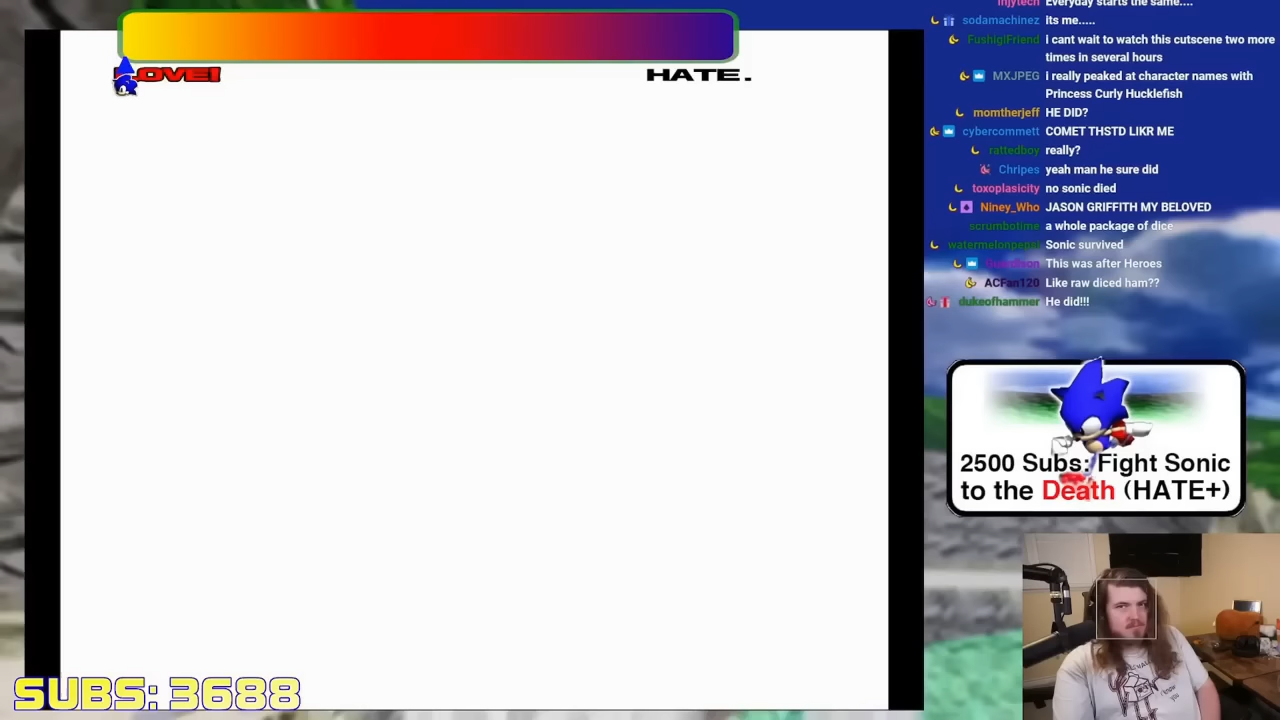 LOVE!
HATE.
injytech Everyday starts the same....
sodamachinez its me.....
FushigiFriend i cant wait to watch this cutscene two more
times in several hours
MXJPEG i really peaked at character names with
Princess Curly Hucklefish
momtherjeff HE DID?
cybercommett COMET THSTD LIKR ME
rattedboy really?
Chripes yeah man he sure did
toxoplasicity no sonic died
Niney_Who JASON GRIFFITH MY BELOVED
scrumbotime a whole package of dice
watermelonpepsi Sonic survived
This was after Heroes
ACFan120 Like raw diced ham??
dukeofhammer He did!!!
2500 Subs: Fight Sonic
to the Death (HATE+)
SUBS: 3688